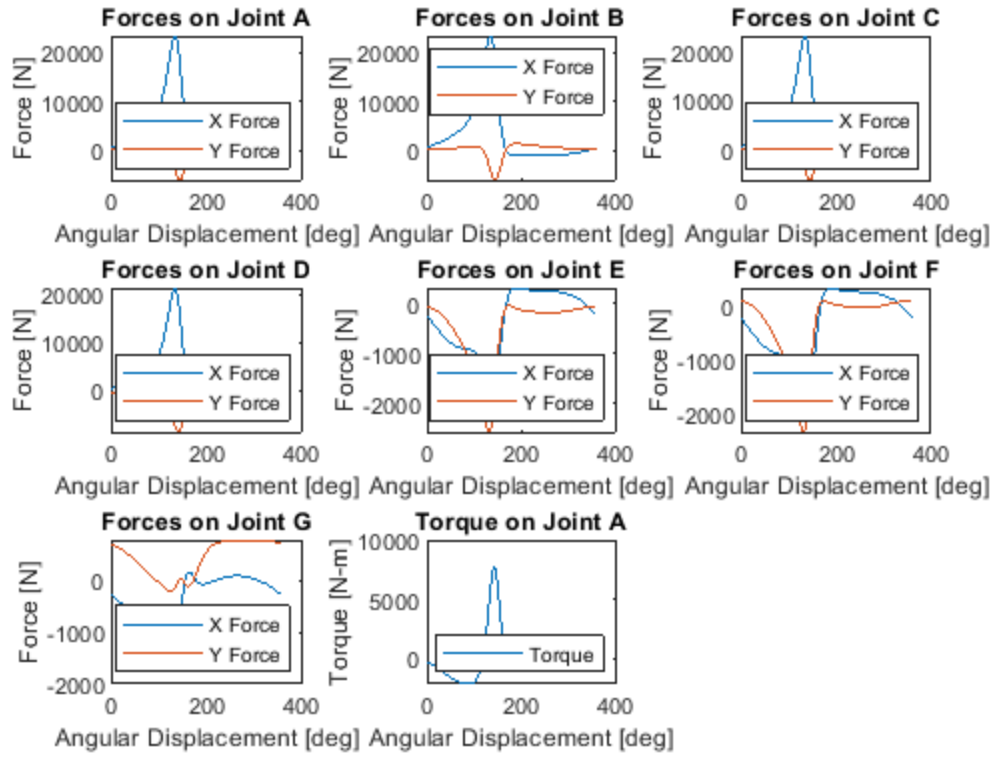 Forces on Joint A
Force [N]
20000
10000
0
X Force
Y Force
0 200 400
Angular Displacement [deg]
Forces on Joint B
Force [N]
20000
10000
0
X Force
Y Force
0 200 400
Angular Displacement [deg]
Forces on Joint C
Force [N]
20000
10000
0
X Force
Y Force
0 200 400
Angular Displacement [deg]
Forces on Joint D
Force [N]
20000
10000
0
X Force
Y Force
0 200 400
Angular Displacement [deg]
Forces on Joint E
Force [N]
0
-1000
-2000
X Force
Y Force
0 200 400
Angular Displacement [deg]
Forces on Joint F
Force [N]
0
-1000
-2000
X Force
Y Force
0 200 400
Angular Displacement [deg]
Forces on Joint G
Force [N]
0
-1000
-2000
X Force
Y Force
0 200 400
Angular Displacement [deg]
Torque on Joint A
Torque [N-m]
10000
5000
0
Torque
0 200 400
Angular Displacement [deg]